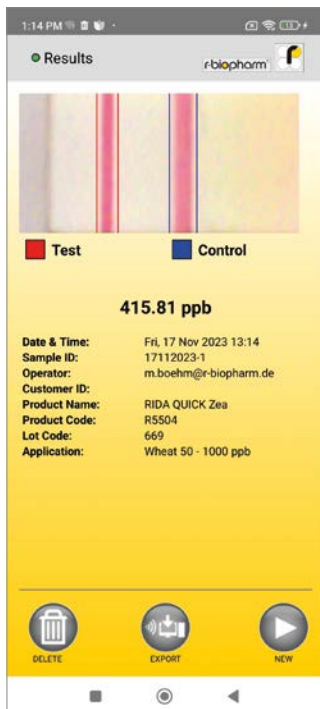 1:14 PM
Results
r-biopharm
Test Control
415.81 ppb
Date & Time: Fri, 17 Nov 2023 13:14
Sample ID: 17112023-1
Operator: m.boehm@r-biopharm.de
Customer ID:
Product Name: RIDA QUICK Zea
Product Code: R5504
Lot Code: 669
Application: Wheat 50 - 1000 ppb
DELETE EXPORT NEW